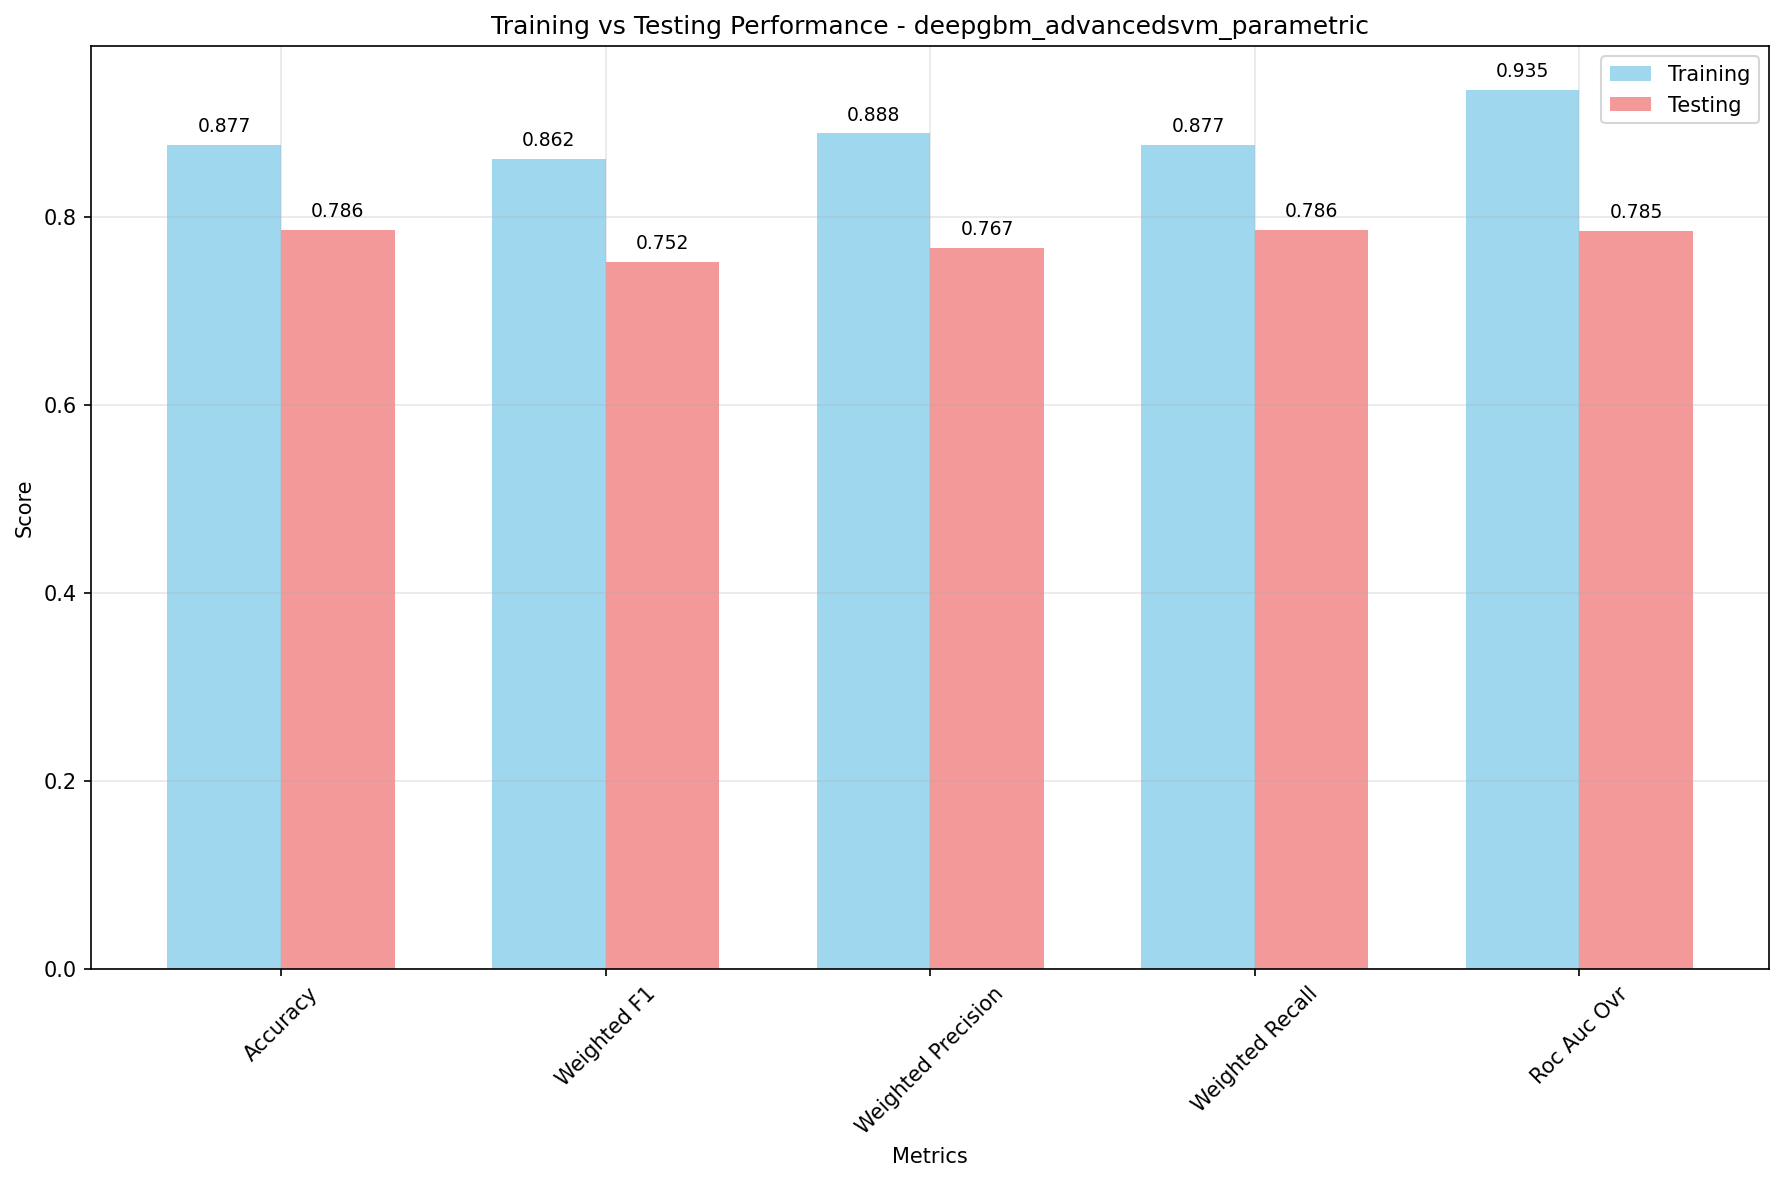 Training vs Testing Performance - deepgbm_advancedsvm_parametric
Training
Testing
0.877
0.786
0.862
0.752
0.888
0.767
0.877
0.786
0.935
0.785
Score
0.8
0.6
0.4
0.2
0.0
Accuracy
Weighted F1
Weighted Precision
Weighted Recall
Roc Auc Ovr
Metrics